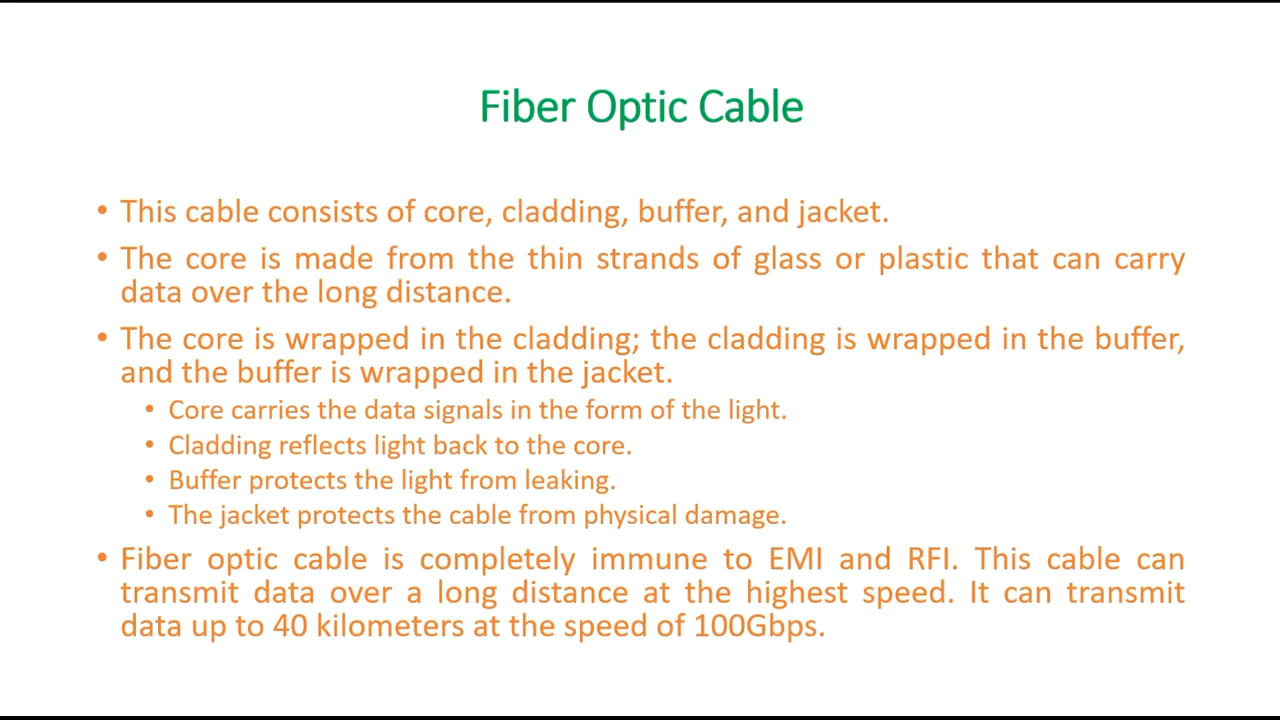 Fiber Optic Cable
• This cable consists of core, cladding, buffer, and jacket.
• The core is made from the thin strands of glass or plastic that can carry
data over the long distance.
• The core is wrapped in the cladding; the cladding is wrapped in the buffer,
and the buffer is wrapped in the jacket.
• Core carries the data signals in the form of the light.
• Cladding reflects light back to the core.
• Buffer protects the light from leaking.
• The jacket protects the cable from physical damage.
• Fiber optic cable is completely immune to EMI and RFI. This cable can
transmit data over a long distance at the highest speed. It can transmit
data up to 40 kilometers at the speed of 100Gbps.